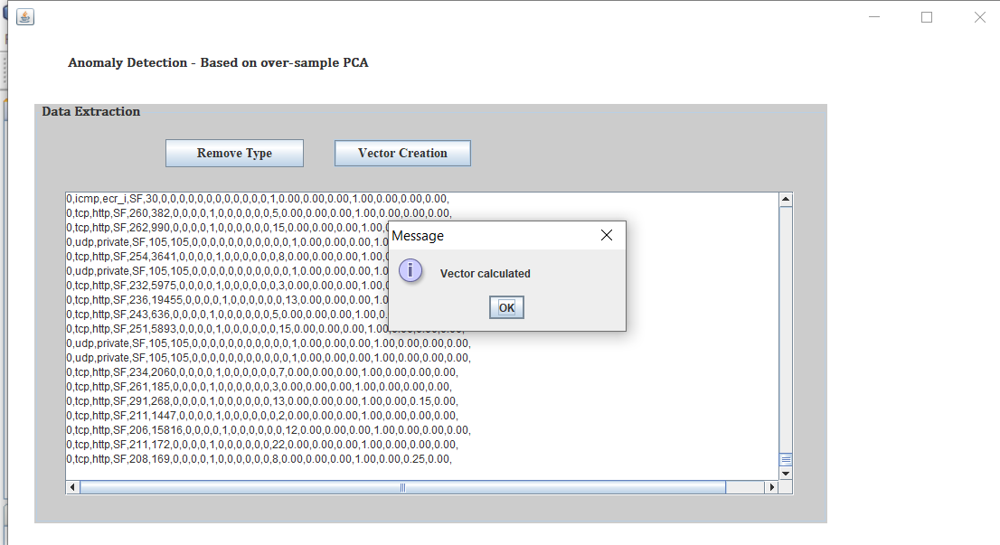 Anomaly Detection - Based on over-sample PCA
Data Extraction
Remove Type
Vector Creation
0,icmp,ecr_i,SF,30,0,0,0,0,0,0,0,0,0,0,0,0,1,0.00,0.00,0.00,1.00,0.00,0.00,0.00,
0,tcp,http,SF,260,382,0,0,0,0,1,0,0,0,0,0,0,5,0.00,0.00,0.00,1.00,0.00,0.00,0.00,
0,tcp,http,SF,262,990,0,0,0,0,1,0,0,0,0,0,0,15,0.00,0.00,0.00,1.00
0,udp,private,SF,105,105,0,0,0,0,0,0,0,0,0,0,0,1,0.00,0.00,0.00,1.0
0,tcp,http,SF,254,3641,0,0,0,0,1,0,0,0,0,0,0,8,0.00,0.00,0.00,1.00,
0,udp,private,SF,105,105,0,0,0,0,0,0,0,0,0,0,0,1,0.00,0.00,0.00,1.0
0,tcp,http,SF,232,5975,0,0,0,0,1,0,0,0,0,0,0,3,0.00,0.00,0.00,1.00,
0,tcp,http,SF,236,19455,0,0,0,0,1,0,0,0,0,0,0,13,0.00,0.00,0.00,1.0
0,tcp,http,SF,243,636,0,0,0,0,1,0,0,0,0,0,0,5,0.00,0.00,0.00,1.00,0
0,tcp,http,SF,251,5893,0,0,0,0,1,0,0,0,0,0,0,15,0.00,0.00,0.00,1.00,0.00,0.00,0.00,
0,udp,private,SF,105,105,0,0,0,0,0,0,0,0,0,0,0,1,0.00,0.00,0.00,1.00,0.00,0.00,0.00,
0,udp,private,SF,105,105,0,0,0,0,0,0,0,0,0,0,0,1,0.00,0.00,0.00,1.00,0.00,0.00,0.00,
0,tcp,http,SF,234,2060,0,0,0,0,1,0,0,0,0,0,0,7,0.00,0.00,0.00,1.00,0.00,0.00,0.00,
0,tcp,http,SF,261,185,0,0,0,0,1,0,0,0,0,0,0,3,0.00,0.00,0.00,1.00,0.00,0.00,0.00,
0,tcp,http,SF,291,268,0,0,0,0,1,0,0,0,0,0,0,13,0.00,0.00,0.00,1.00,0.00,0.15,0.00,
0,tcp,http,SF,211,1447,0,0,0,0,1,0,0,0,0,0,0,2,0.00,0.00,0.00,1.00,0.00,0.00,0.00,
0,tcp,http,SF,206,15816,0,0,0,0,1,0,0,0,0,0,0,12,0.00,0.00,0.00,1.00,0.00,0.00,0.00,
0,tcp,http,SF,211,172,0,0,0,0,1,0,0,0,0,0,0,22,0.00,0.00,0.00,1.00,0.00,0.00,0.00,
0,tcp,http,SF,208,169,0,0,0,0,1,0,0,0,0,0,0,8,0.00,0.00,0.00,1.00,0.00,0.25,0.00,
Message
Vector calculated
OK